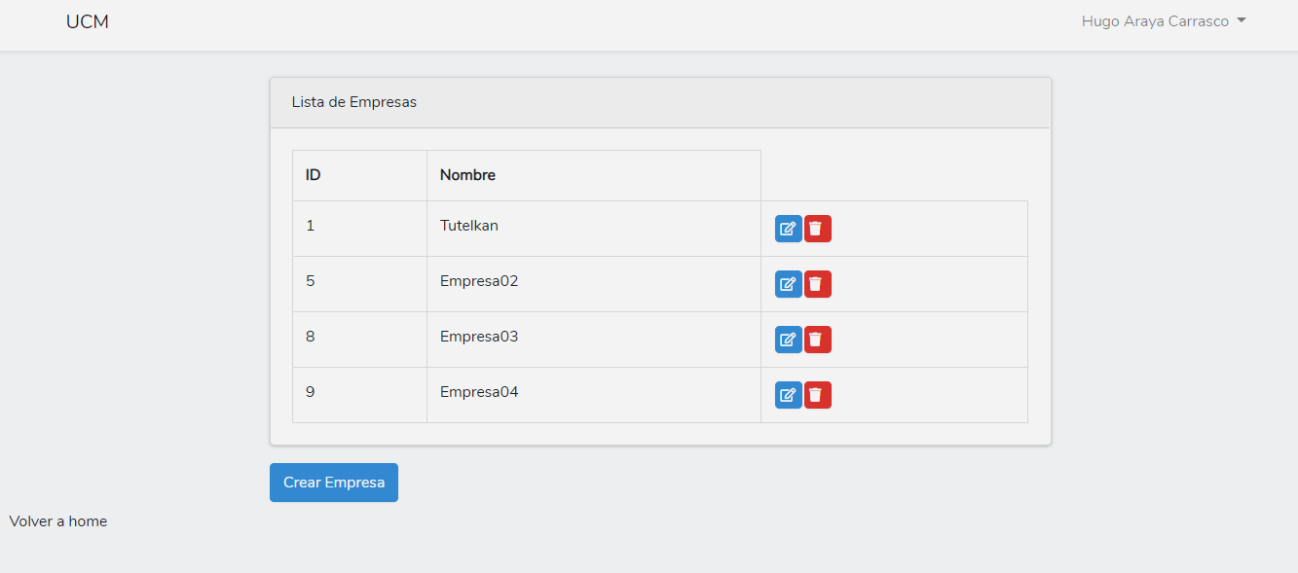 UCM Hugo Araya Carrasco
Lista de Empresas
ID Nombre
1 Tutelkan
5 Empresa02
8 Empresa03
9 Empresa04
Crear Empresa
Volver a home